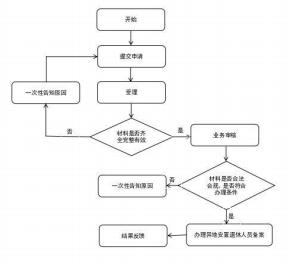 开始
提交申请
一次性告知原因
受理
材料是否齐
全完整有效
否
是
业务审核
材料是否合法
合规，是否符合
办理条件
否
一次性告知原因
是
结果反馈
办理异地安置退休人员备案